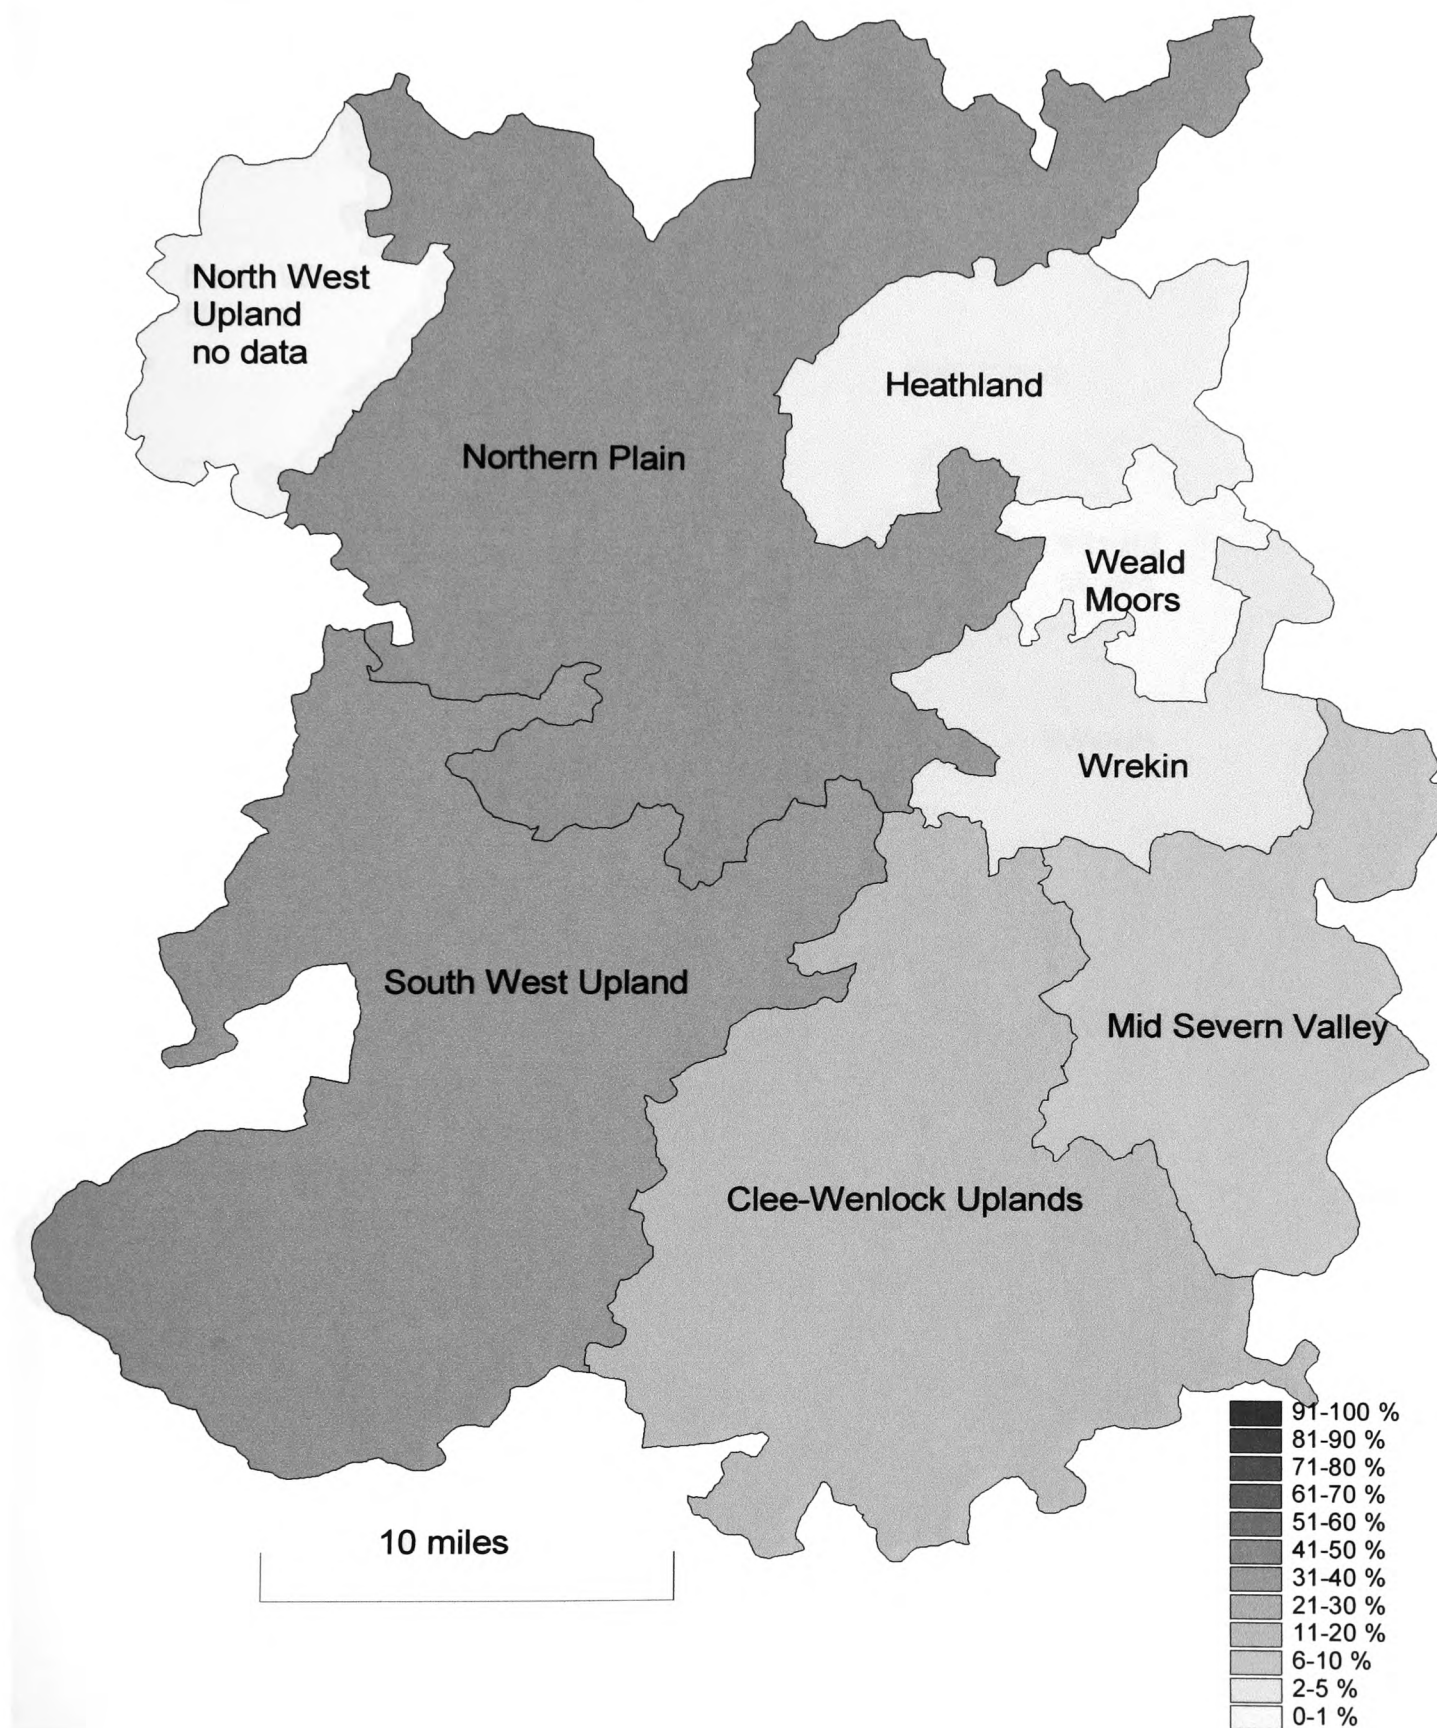 North West
Upland
no data
Heathland
Northern Plain
Weald
Moors
Wrekin
South West Upland
Mid Severn Valley
Clee-Wenlock Uplands
10 miles
91-100 %
81-90 %
71-80 %
61-70 %
51-60 %
41-50 %
31-40 %
21-30 %
11-20 %
6-10 %
2-5 %
0-1 %